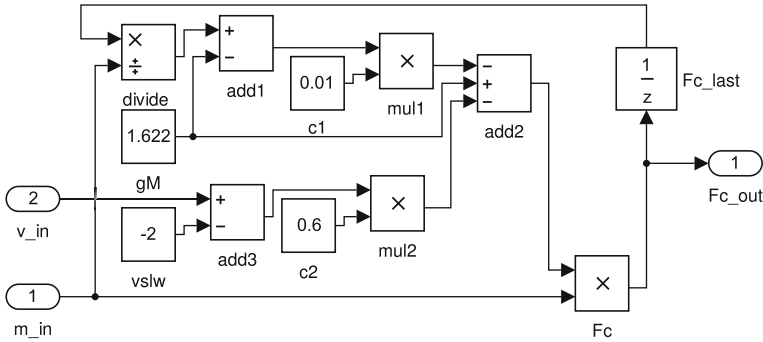 ×
÷
divide
+
−
add1
0.01
c1
×
mul1
−
+
−
add2
1
z
Fc_last
1.622
gM
1
Fc_out
2
v_in
-2
vslw
+
−
add3
0.6
c2
×
mul2
1
m_in
×
Fc